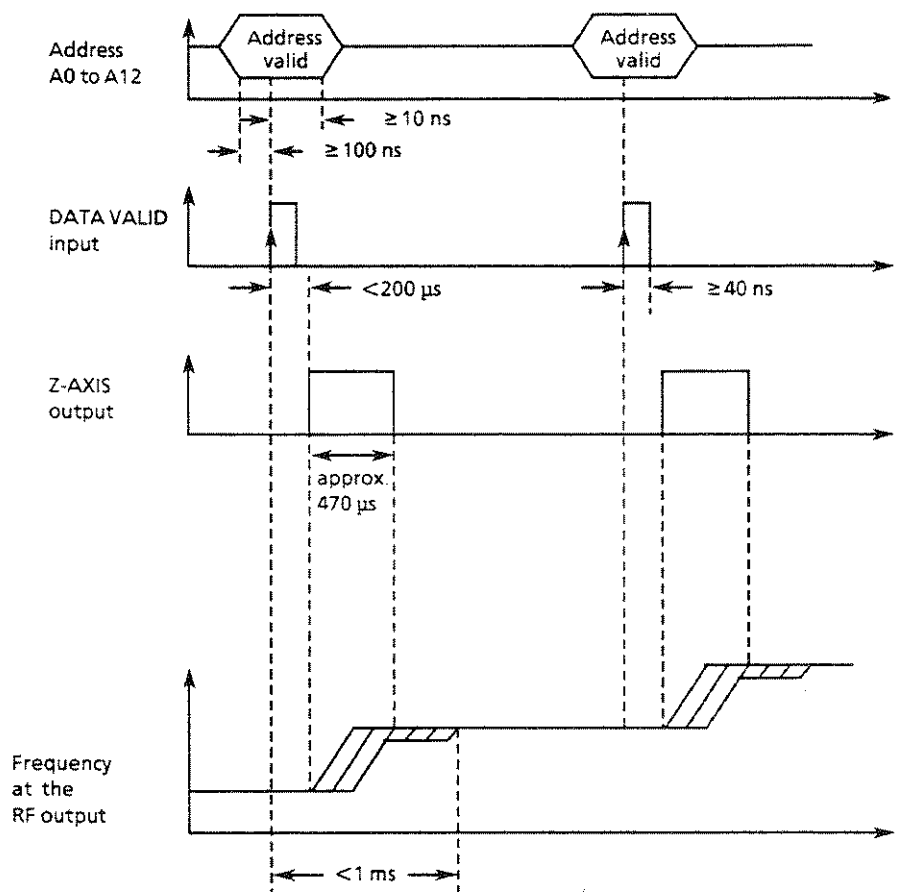 Address
A0 to A12
Address
valid
Address
valid
≥10 ns
≥100 ns
DATA VALID
input
<200 µs
≥40 ns
Z-AXIS
output
approx.
470 µs
Frequency
at the
RF output
<1 ms